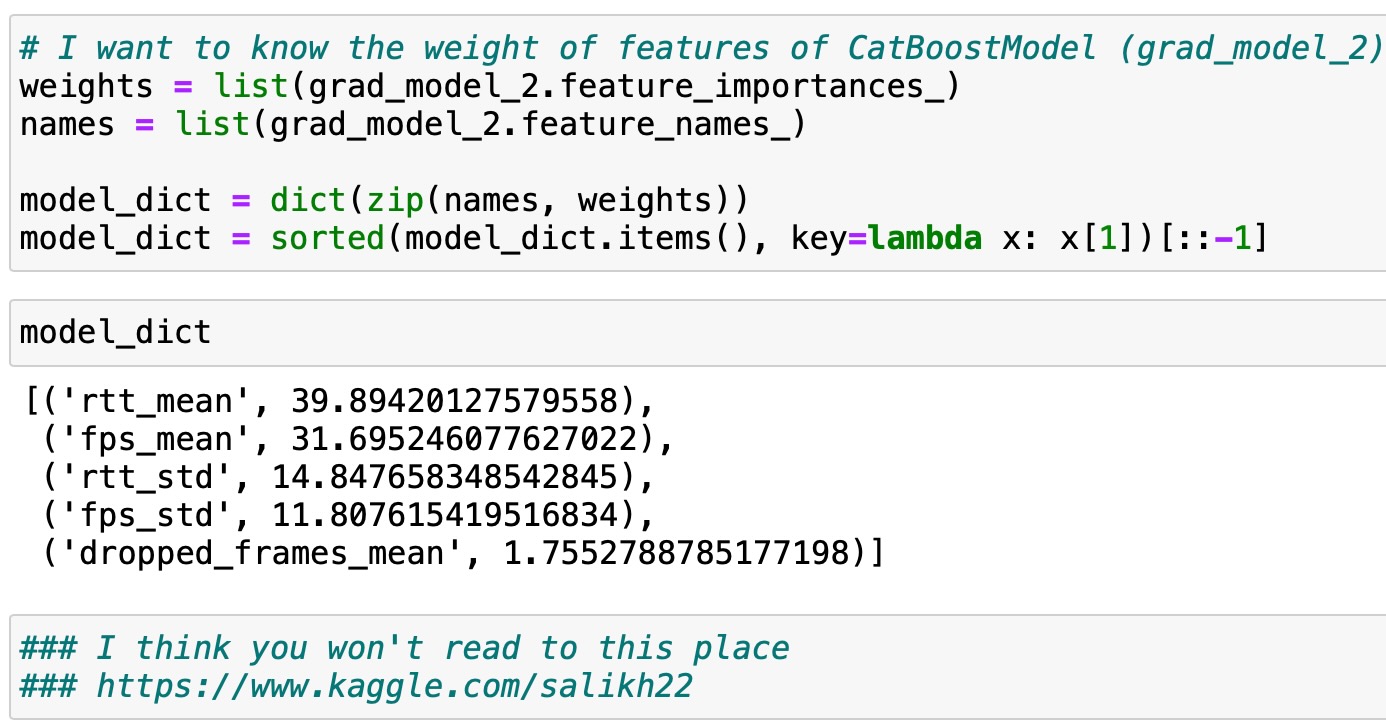 # I want to know the weight of features of CatBoostModel (grad_model_2)
weights = list(grad_model_2.feature_importances_)
names = list(grad_model_2.feature_names_)
model_dict = dict(zip(names, weights))
model_dict = sorted(model_dict.items(), key=lambda x: x[1])[::-1]
model_dict
[('rtt_mean', 39.89420127579558),
('fps_mean', 31.695246077627022),
('rtt_std', 14.847658348542845),
('fps_std', 11.807615419516834),
('dropped_frames_mean', 1.7552788785177198)]
### I think you won't read to this place
### https://www.kaggle.com/salikh22